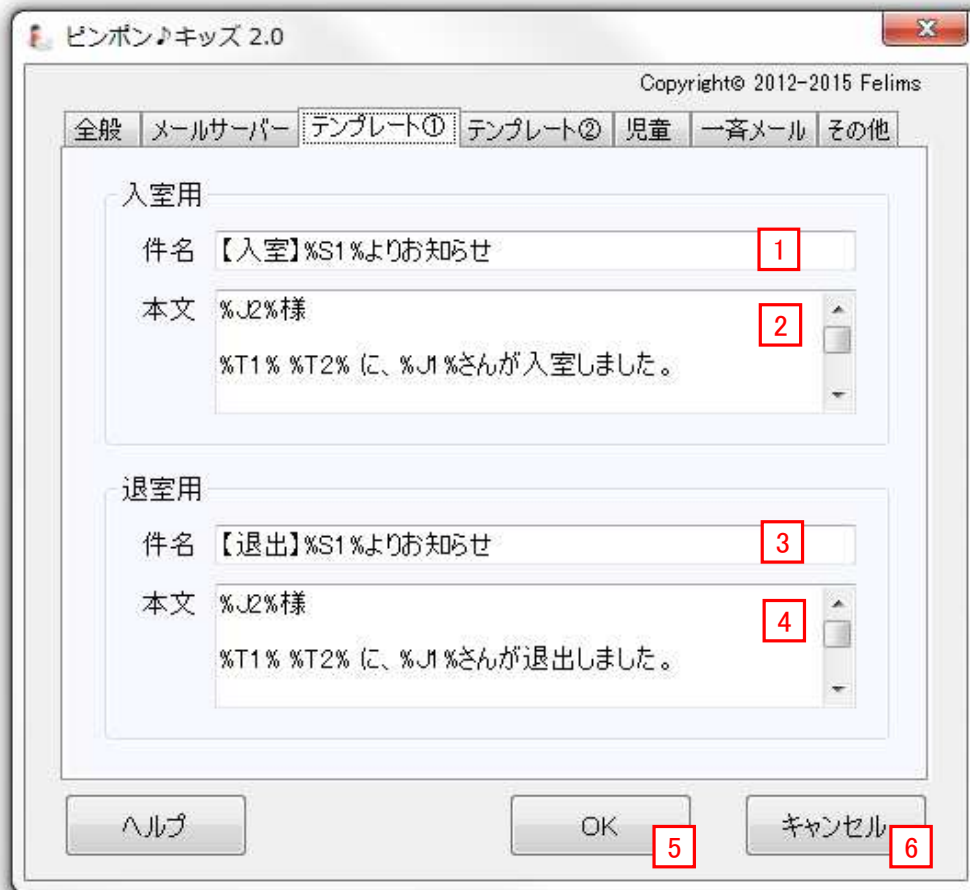 ピンポン♪キッズ 2.0
Copyright© 2012-2015 Felims
全般 メールサーバー テンプレート① テンプレート② 児童 一斉メール その他
入室用
件名 【入室】%S1%よりお知らせ 1
本文 %J2%様 2
%T1% %T2% に、%J1%さんが入室しました。
退室用
件名 【退出】%S1%よりお知らせ 3
本文 %J2%様 4
%T1% %T2% に、%J1%さんが退出しました。
ヘルプ OK 5 キャンセル 6